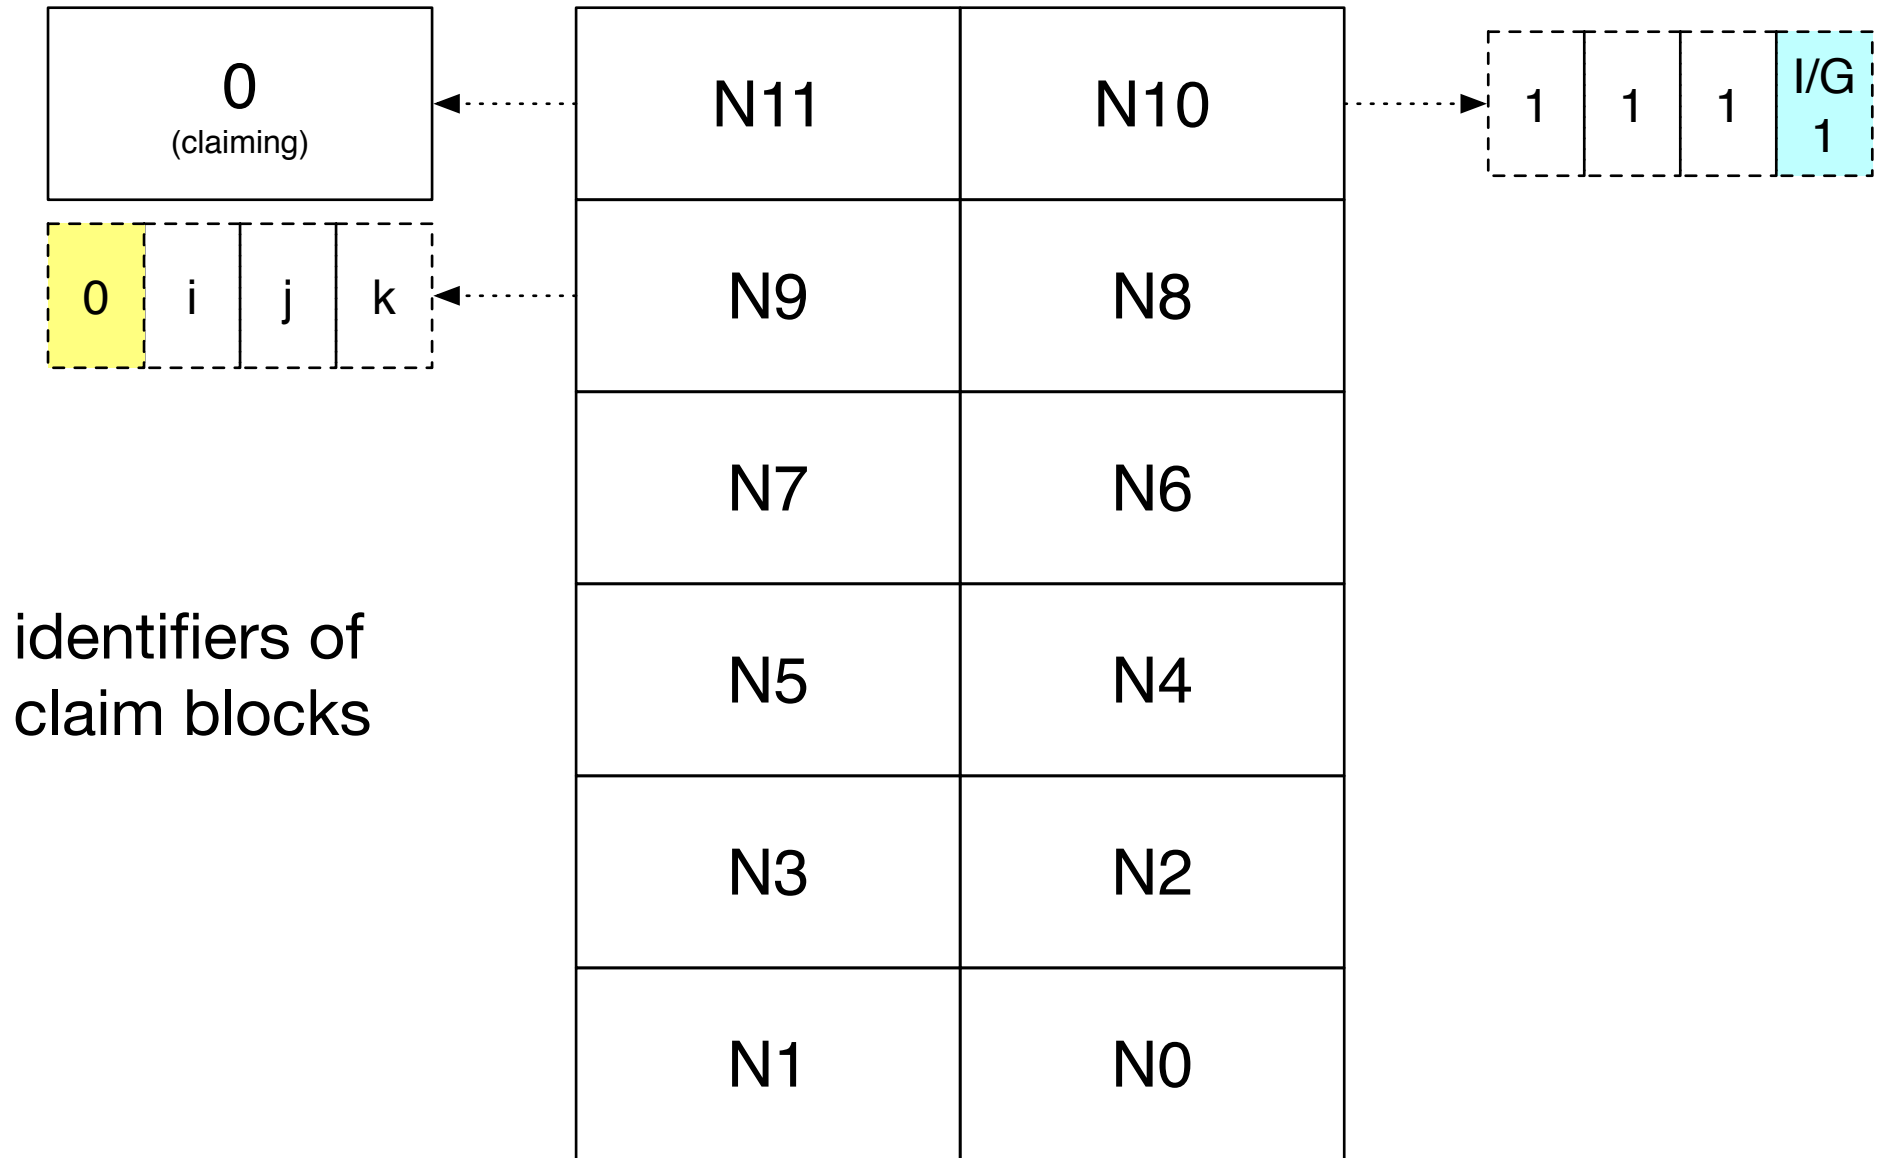 0
(claiming)
N11
N10
1 1 1 I/G
1
0 i j k
N9
N8
N7
N6
identifiers of
claim blocks
N5
N4
N3
N2
N1
N0